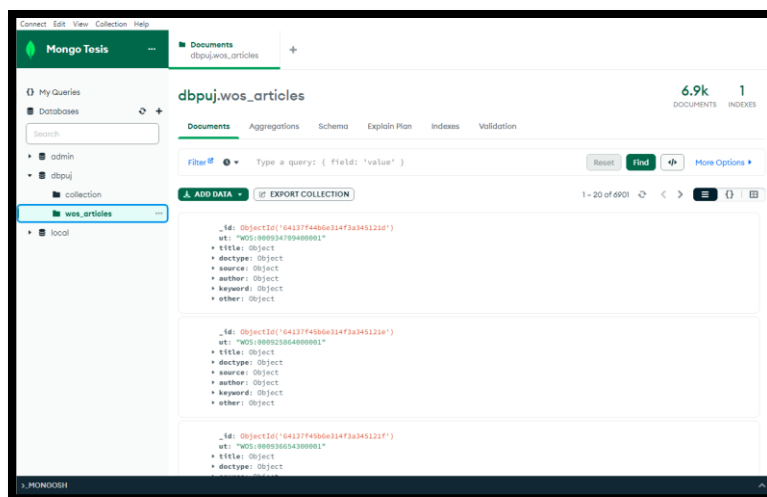 Connect Edit View Collection Help
Mongo Tesis ...
Documents
dbpuj.wos_articles
+
{} My Queries
Databases
+
Search
admin
dbpuj
collection
wos_articles ...
local
dbpuj.wos_articles
6.9k
DOCUMENTS
1
INDEXES
Documents Aggregations Schema Explain Plan Indexes Validation
Filter Type a query: { field: 'value' }
Reset Find </> More Options
ADD DATA EXPORT COLLECTION
1 – 20 of 6901 < > {}
_id: ObjectId('64137f44b6e314f3a345121d')
ut: "WOS:000934709400001"
title: Object
doctype: Object
source: Object
author: Object
keyword: Object
other: Object
_id: ObjectId('64137f45b6e314f3a345121e')
ut: "WOS:000925864000001"
title: Object
doctype: Object
source: Object
author: Object
keyword: Object
other: Object
_id: ObjectId('64137f45b6e314f3a345121f')
ut: "WOS:000936654300001"
title: Object
doctype: Object
>_MONGOSH